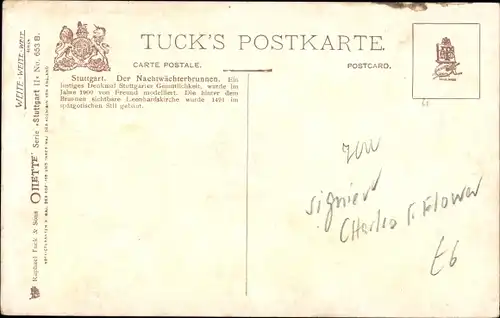 TUCK'S POSTKARTE.
CARTE POSTALE. POSTCARD.
Stuttgart. Der Nachtwächterbrunnen. Ein
lustiges Denkmal Stuttgarter Gemütlichkeit, wurde im
Jahre 1900 von Freund modelliert. Die hinter dem
Brunnen sichtbare Leonhardskirche wurde 1491 im
spätgotischen Stil gebaut.
WEITE-WEITE-WELT
Raphael Tuck & Sons OILETTE Serie »Stuttgart II« No. 653 B.
signiert
Charles F. Flower
E6